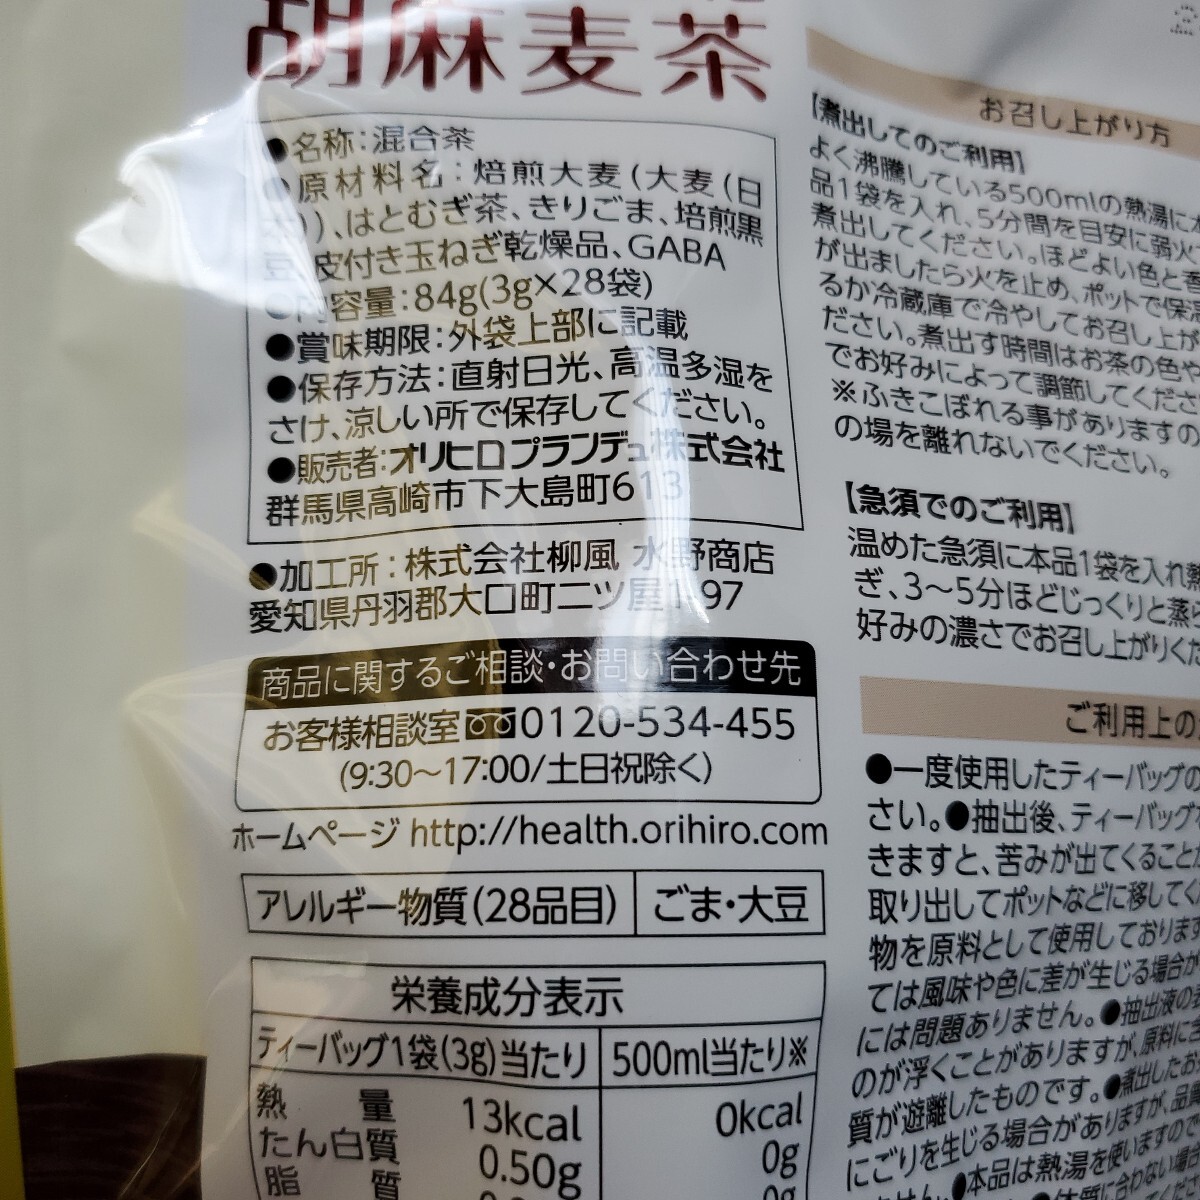 胡麻麦茶
●名称：混合茶
●原材料名：焙煎大麦(大麦(日
本))、はとむぎ茶、きりごま、焙煎黒
豆、皮付き玉ねぎ乾燥品、GABA
●内容量：84g(3g×28袋)
●賞味期限：外袋上部に記載
●保存方法：直射日光、高温多湿を
さけ、涼しい所で保存してください。
●販売者：オリヒロプランデュ株式会社
群馬県高崎市下大島町613
●加工所：株式会社柳風 水野商店
愛知県丹羽郡大口町二ツ屋1-97
商品に関するご相談・お問い合わせ先
お客様相談室 0120-534-455
(9:30～17:00/土日祝除く)
ホームページ http://health.orihiro.com
アレルギー物質(28品目) ごま・大豆
栄養成分表示
ティーバッグ1袋(3g)当たり 500ml当たり※
熱量 13kcal 0kcal
たん白質 0.50g 0g
脂質 0g
お召し上がり方
【煮出してのご利用】
よく沸騰している500mlの熱湯に
品1袋を入れ、5分間を目安に弱火
煮出してください。ほどよい色と香
が出ましたら火を止め、ポットで保温
るか冷蔵庫で冷やしてお召し上が
ださい。煮出す時間はお茶の色や
でお好みによって調節してくださ
※ふきこぼれる事がありますの
の場を離れないでください。
【急須でのご利用】
温めた急須に本品1袋を入れ熱
ぎ、3～5分ほどじっくりと蒸
好みの濃さでお召し上がりくだ
ご利用上の
●一度使用したティーバッグの
さい。●抽出後、ティーバッグ
きますと、苦みが出てくることが
取り出してポットなどに移してく
物を原料として使用しております
ては風味や色に差が生じる場合が
には問題ありません。●抽出液の
のが浮くことがありますが、原料に
質が遊離したものです。●煮出したお
にごりを生じる場合がありますが、品
ません。●本品は熱湯を使いますので